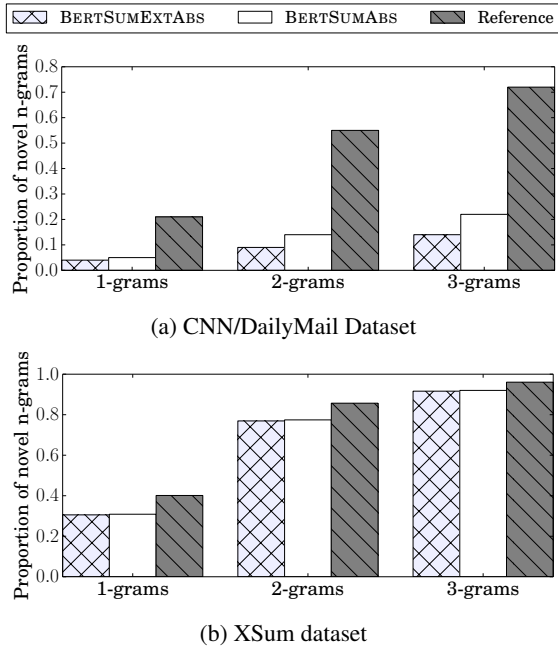 BERTSUMEXTABS BERTSUMABS Reference
Proportion of novel n-grams
0.8
0.7
0.6
0.5
0.4
0.3
0.2
0.1
0.0
1-grams 2-grams 3-grams
(a) CNN/DailyMail Dataset
Proportion of novel n-grams
1.0
0.8
0.6
0.4
0.2
0.0
1-grams 2-grams 3-grams
(b) XSum dataset